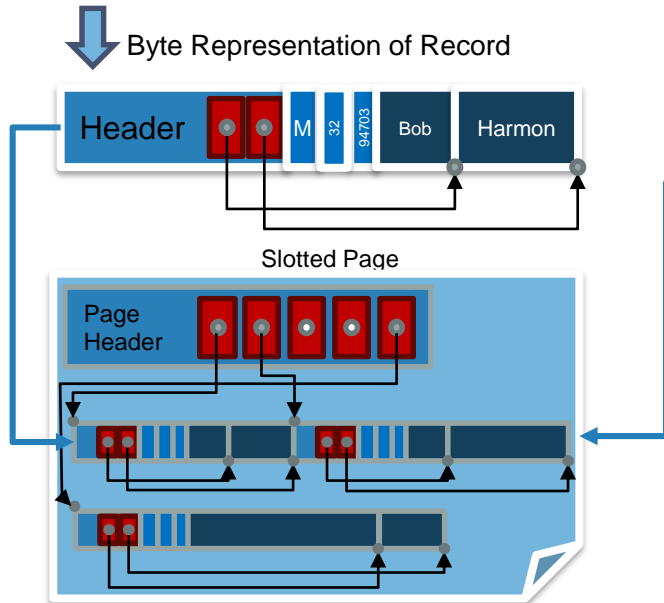 Byte Representation of Record
Header
M
32
94703
Bob
Harmon
Slotted Page
Page
Header